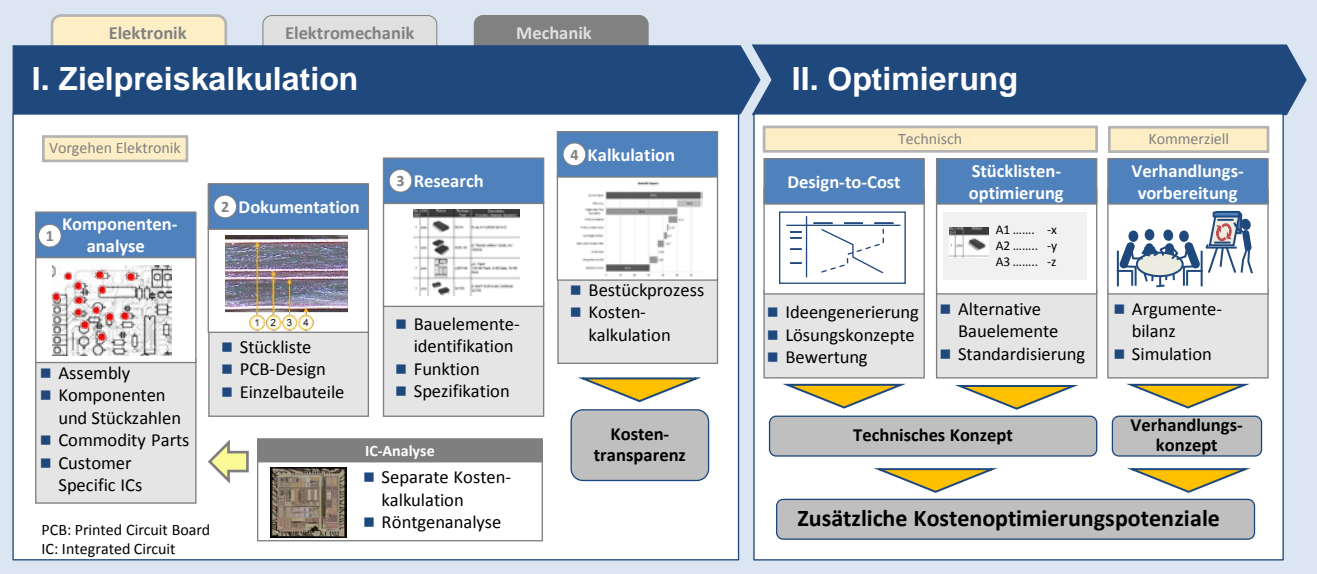 Elektronik
Elektromechanik
Mechanik
I. Zielpreiskalkulation
II. Optimierung
Vorgehen Elektronik
1
Komponenten-
analyse
Assembly
Komponenten
und Stückzahlen
Commodity Parts
Customer
Specific ICs
2 Dokumentation
1 2 3 4
Stückliste
PCB-Design
Einzelbauteile
3 Research
Bauelemente-
identifikation
Funktion
Spezifikation
4 Kalkulation
Bestückprozess
Kosten-
kalkulation
Kosten-
transparenz
IC-Analyse
Separate Kosten-
kalkulation
Röntgenanalyse
PCB: Printed Circuit Board
IC: Integrated Circuit
Technisch
Kommerziell
Design-to-Cost
Ideengenerierung
Lösungskonzepte
Bewertung
Stücklisten-
optimierung
A1 ........ -x
A2 ........ -y
A3 ........ -z
Alternative
Bauelemente
Standardisierung
Verhandlungs-
vorbereitung
Argumente-
bilanz
Simulation
Technisches Konzept
Verhandlungs-
konzept
Zusätzliche Kostenoptimierungspotenziale